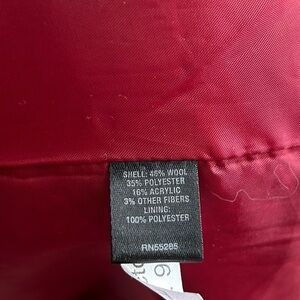 SHELL: 46% WOOL
35% POLYESTER
16% ACRYLIC
3% OTHER FIBERS
LINING:
100% POLYESTER
RN55285